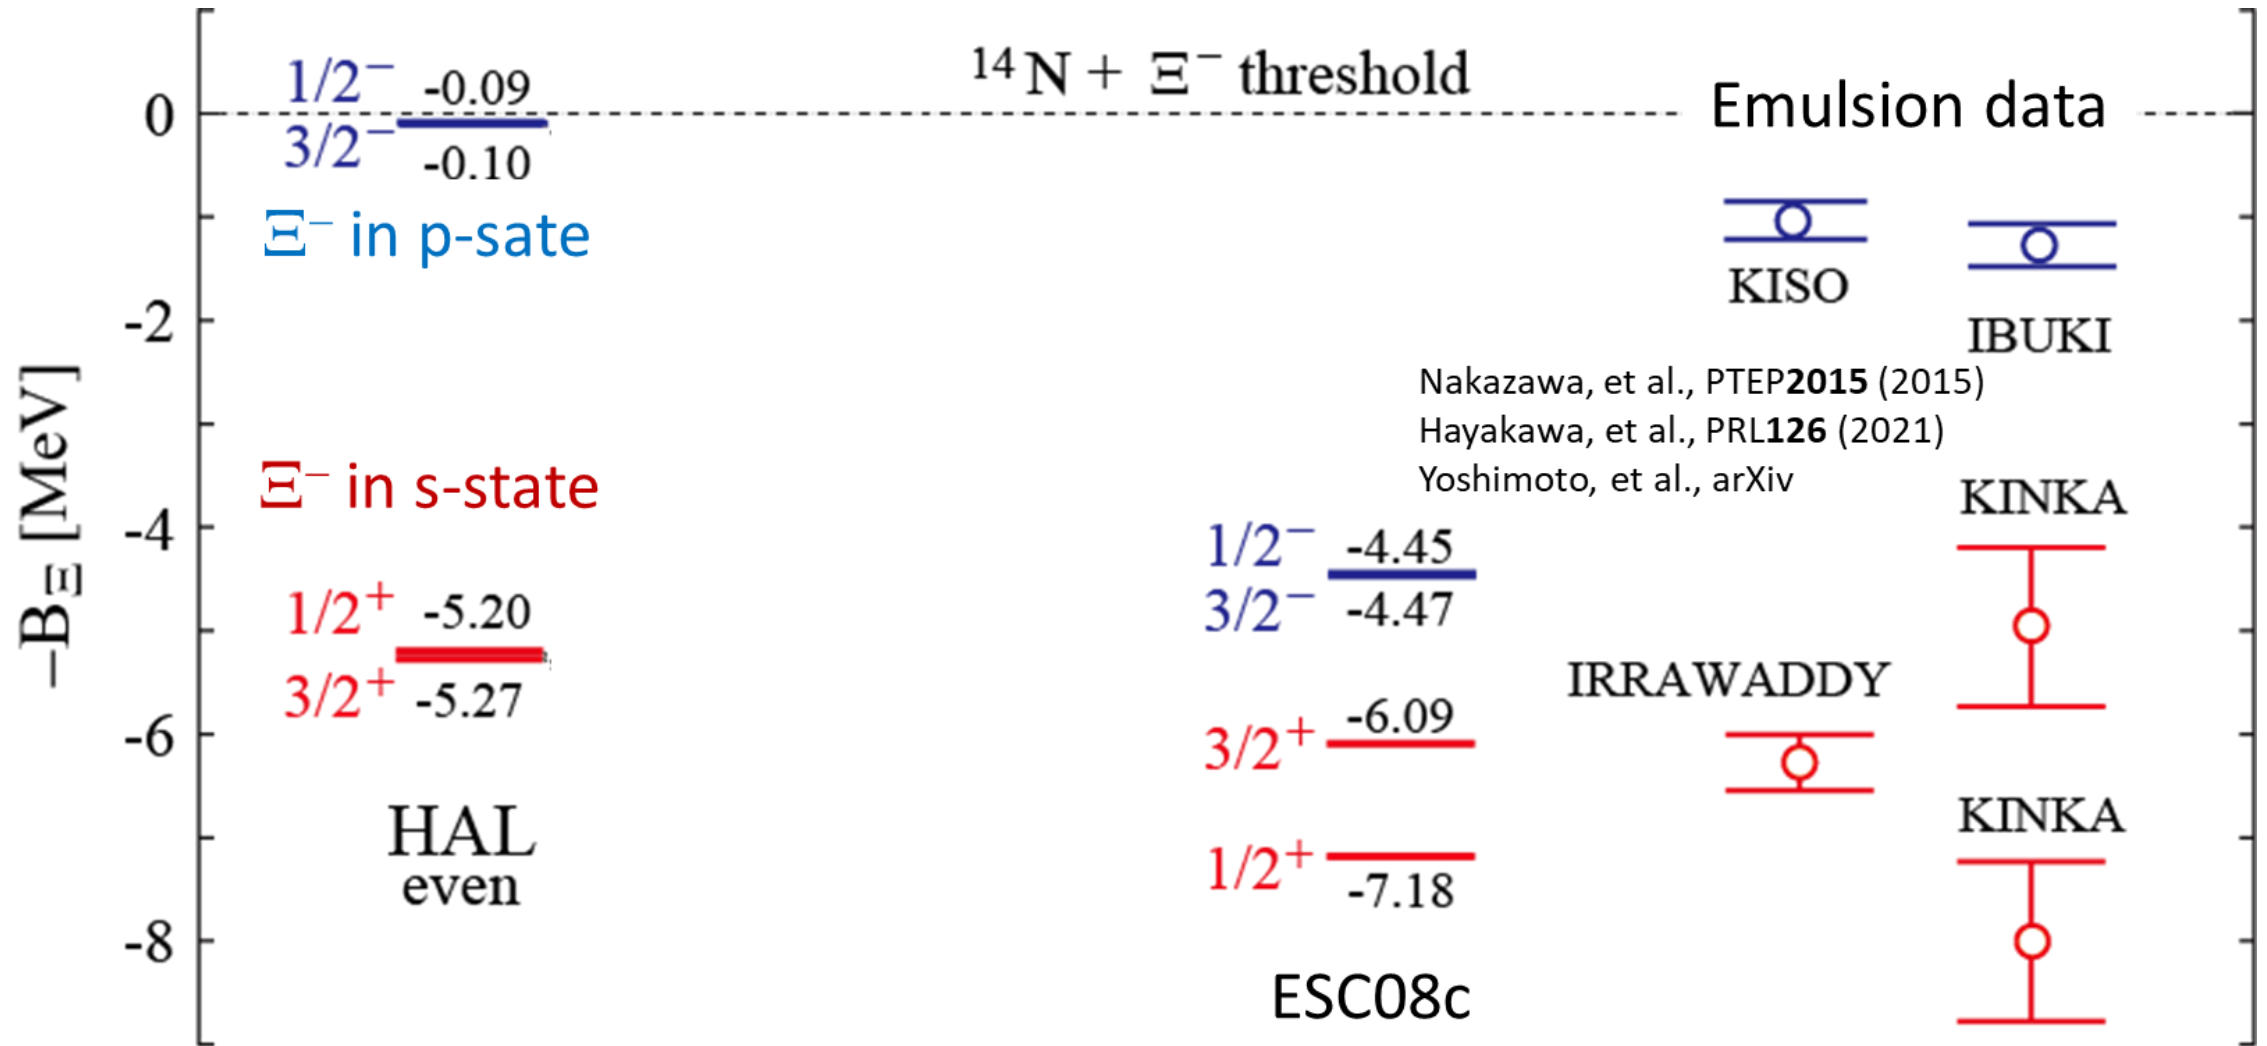 ¹⁴N + Ξ⁻ threshold
Emulsion data
1/2⁻ -0.09
0
3/2⁻
-0.10
Ξ⁻ in p-sate
KISO
IBUKI
-2
Nakazawa, et al., PTEP2015 (2015)
Hayakawa, et al., PRL126 (2021)
Yoshimoto, et al., arXiv
−B_Ξ [MeV]
Ξ⁻ in s-state
KINKA
-4
1/2⁻ -4.45
3/2⁻ -4.47
1/2⁺ -5.20
3/2⁺ -5.27
IRRAWADDY
-6
3/2⁺ -6.09
HAL
even
1/2⁺
-7.18
KINKA
-8
ESC08c